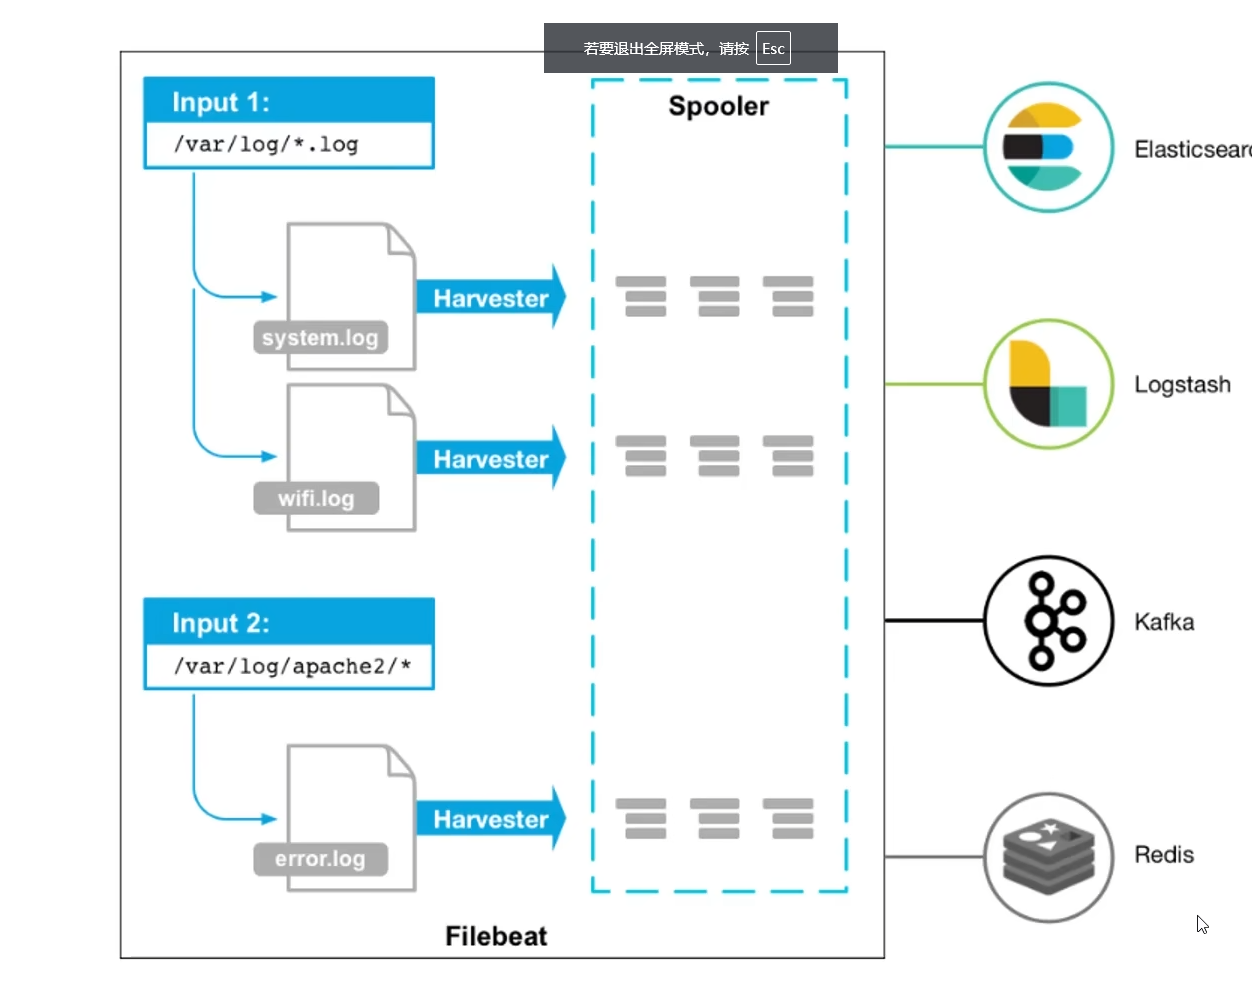 若要退出全屏模式，请按 Esc
Input 1:
/var/log/*.log
Spooler
system.log
Harvester
wifi.log
Harvester
Input 2:
/var/log/apache2/*
error.log
Harvester
Filebeat
Elasticsearc
Logstash
Kafka
Redis